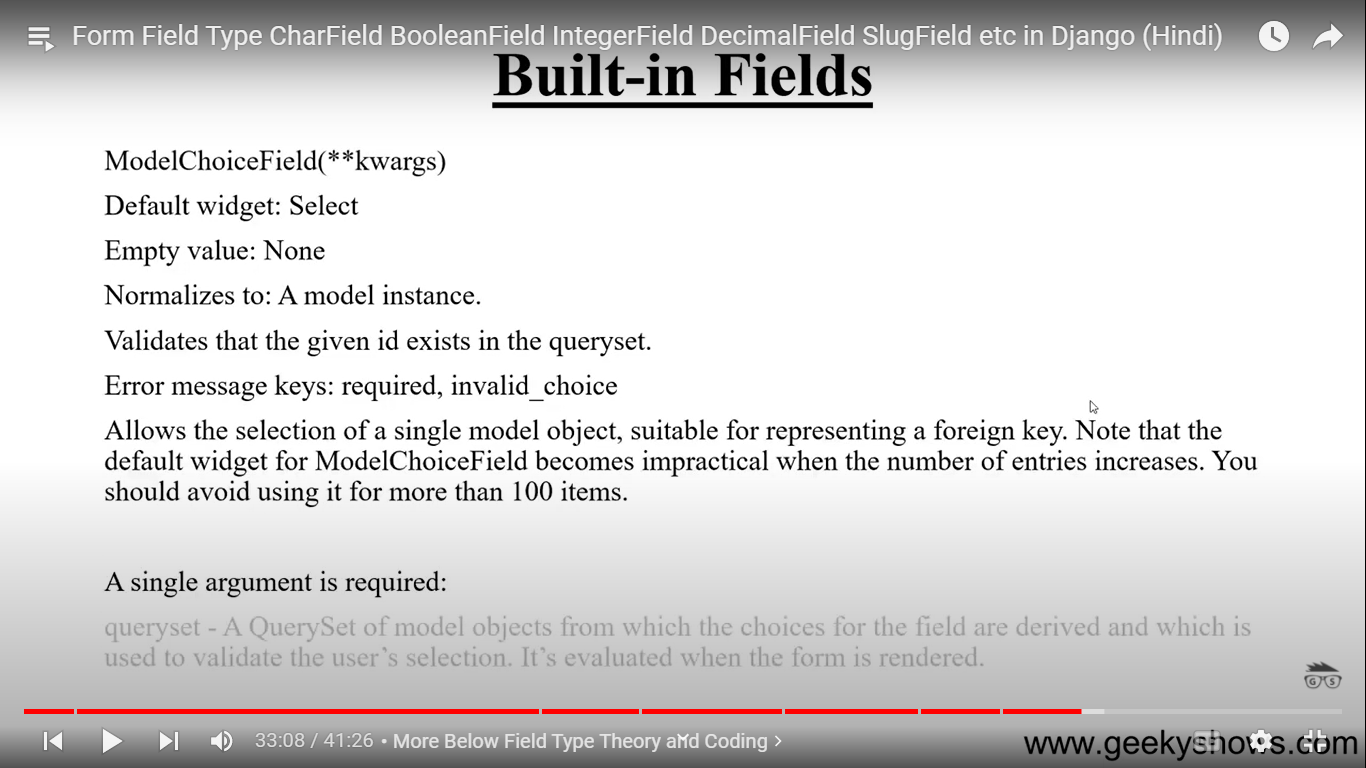 Form Field Type CharField BooleanField IntegerField DecimalField SlugField etc in Django (Hindi)
Built-in Fields
ModelChoiceField(**kwargs)
Default widget: Select
Empty value: None
Normalizes to: A model instance.
Validates that the given id exists in the queryset.
Error message keys: required, invalid_choice
Allows the selection of a single model object, suitable for representing a foreign key. Note that the
default widget for ModelChoiceField becomes impractical when the number of entries increases. You
should avoid using it for more than 100 items.
A single argument is required:
queryset - A QuerySet of model objects from which the choices for the field are derived and which is
used to validate the user’s selection. It’s evaluated when the form is rendered.
G S
33:08 / 41:26 • More Below Field Type Theory and Coding >
www.geekyshows.com